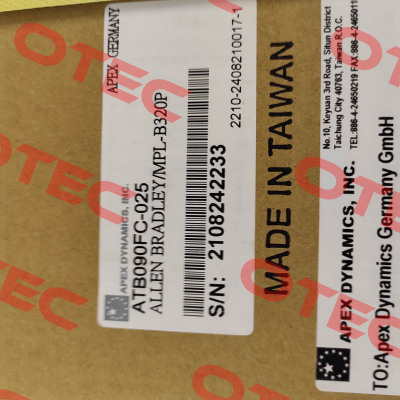 APEX GERMANY
APEX DYNAMICS, INC.
ATB090FC-025
ALLEN BRADLEY/MPL-B320P
S/N: 2108242233
2210-2408210017-1
MADE IN TAIWAN
No.10, Keyuan 3rd Road, Situn District
Taichung City 40763, Taiwan R.O.C.
TEL:886-4-24650219 FAX:886-4-2465011
APEX DYNAMICS, INC.
TO:Apex Dynamics Germany GmbH
OTEC
OTEC
OTEC
OTEC
OTEC